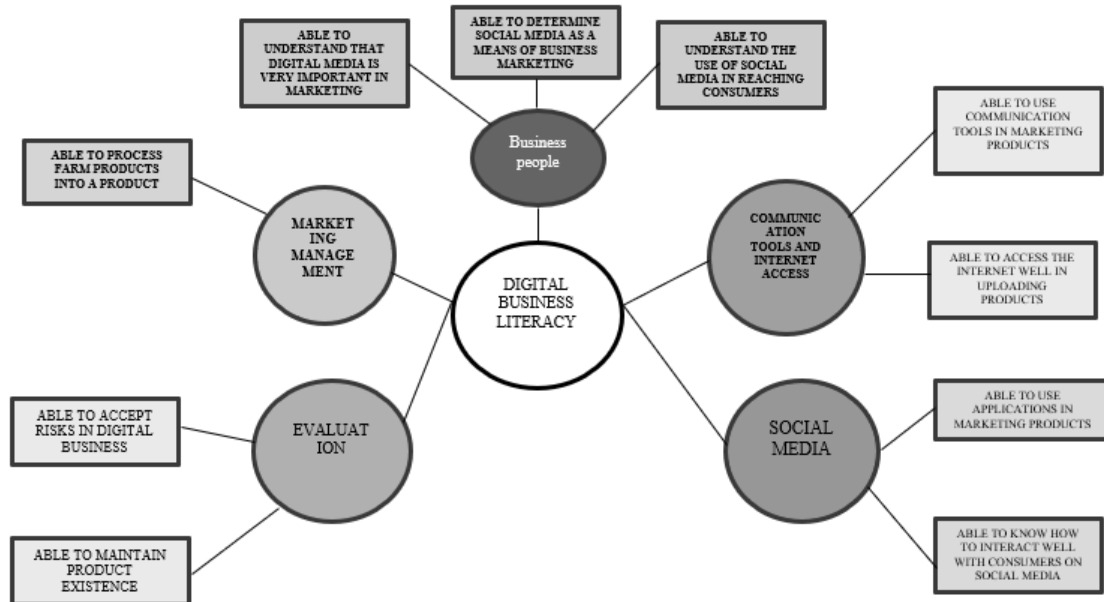 ABLE TO
UNDERSTAND THAT
DIGITAL MEDIA IS
VERY IMPORTANT IN
MARKETING
ABLE TO DETERMINE
SOCIAL MEDIA AS A
MEANS OF BUSINESS
MARKETING
ABLE TO
UNDERSTAND THE
USE OF SOCIAL
MEDIA IN REACHING
CONSUMERS
ABLE TO USE
COMMUNICATION
TOOLS IN MARKETING
PRODUCTS
Business
people
ABLE TO PROCESS
FARM PRODUCTS
INTO A PRODUCT
MARKET
ING
MANAGE
MENT
COMMUNIC
ATION
TOOLS AND
INTERNET
ACCESS
ABLE TO ACCESS THE
INTERNET WELL IN
UPLOADING
PRODUCTS
DIGITAL
BUSINESS
LITERACY
ABLE TO ACCEPT
RISKS IN DIGITAL
BUSINESS
EVALUAT
ION
SOCIAL
MEDIA
ABLE TO USE
APPLICATIONS IN
MARKETING PRODUCTS
ABLE TO MAINTAIN
PRODUCT
EXISTENCE
ABLE TO KNOW HOW
TO INTERACT WELL
WITH CONSUMERS ON
SOCIAL MEDIA